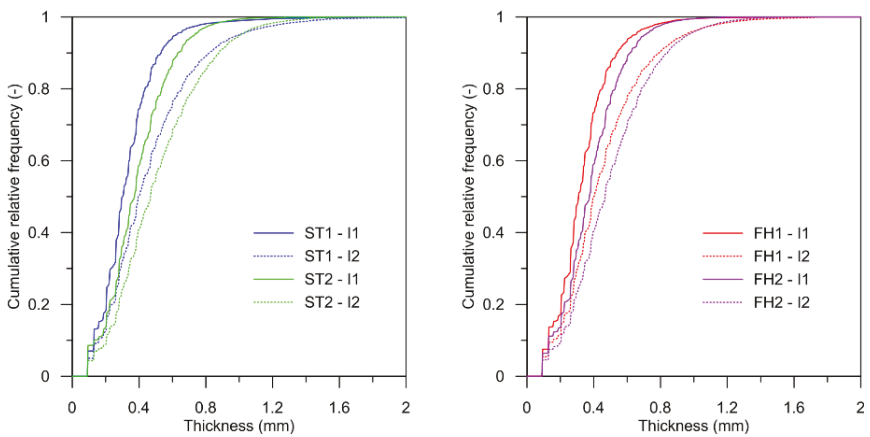 Cumulative relative frequency (-)
1
0.8
0.6
0.4
0.2
0
ST1 - I1
ST1 - I2
ST2 - I1
ST2 - I2
0 0.4 0.8 1.2 1.6 2
Thickness (mm)
Cumulative relative frequency (-)
1
0.8
0.6
0.4
0.2
0
FH1 - I1
FH1 - I2
FH2 - I1
FH2 - I2
0 0.4 0.8 1.2 1.6 2
Thickness (mm)